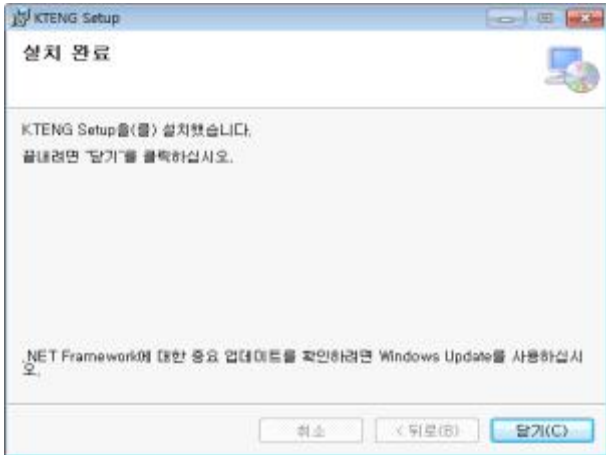 KTENG Setup
설치 완료
KTENG Setup을(를) 설치했습니다.
끝내려면 "닫기"를 클릭하십시오.
.NET Framework에 대한 중요 업데이트를 확인하려면 Windows Update를 사용하십시
오.
취소
< 뒤로(B)
닫기(C)